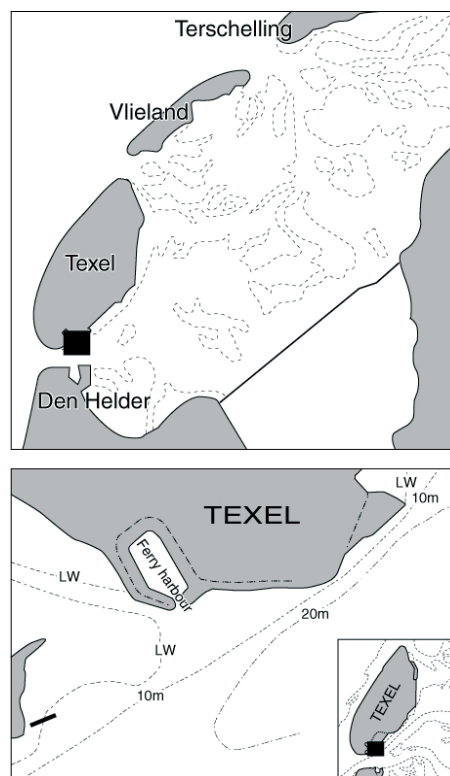 Terschelling
Vlieland
Texel
Den Helder
TEXEL
LW
10m
Ferry harbour
LW
20m
LW
10m
TEXEL